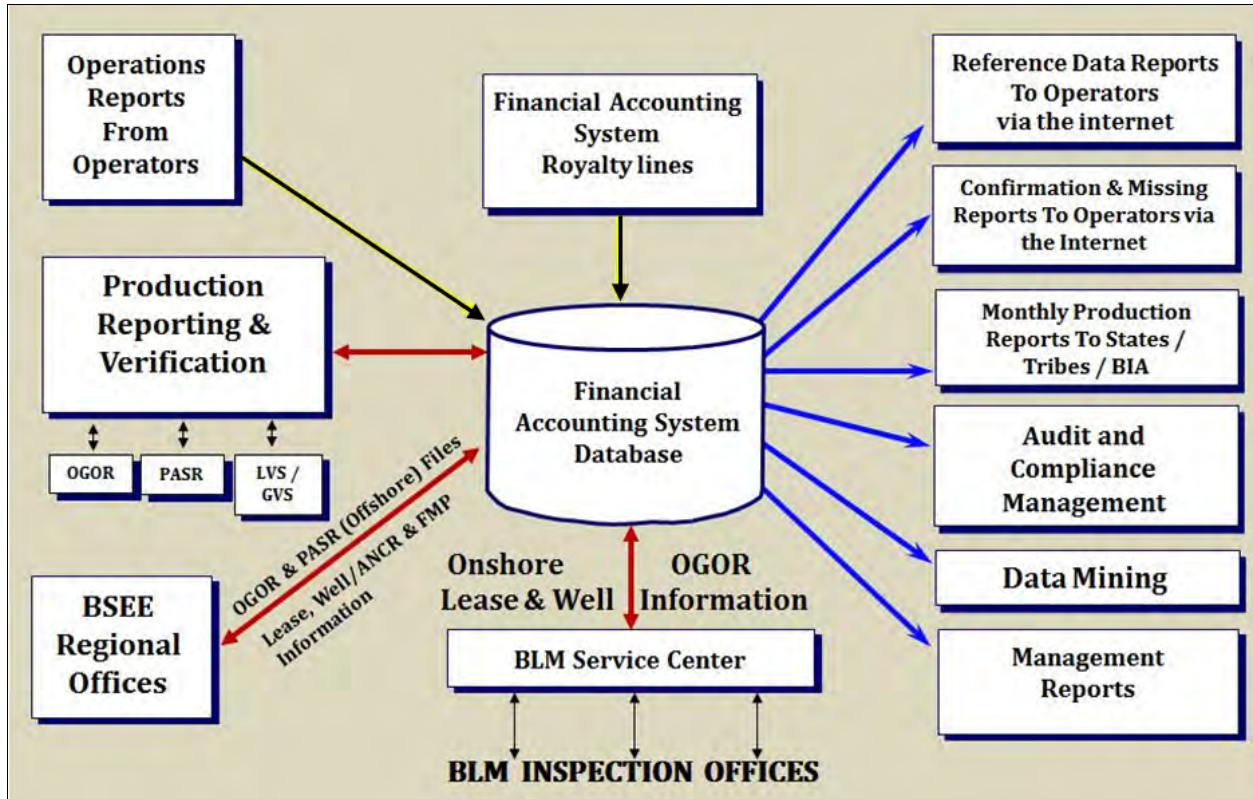 Operations
Reports
From
Operators
Financial Accounting
System
Royalty lines
Reference Data Reports
To Operators
via the internet
Confirmation & Missing
Reports To Operators via
the Internet
Production
Reporting &
Verification
Monthly Production
Reports To States /
Tribes / BIA
Financial
Accounting System
Database
OGOR
PASR
LVS /
GVS
Audit and
Compliance
Management
OGOR & PASR (Offshore) Files
Lease, Well/ANCR & FMP
Information
Onshore
Lease & Well
OGOR
Information
Data Mining
BSEE
Regional
Offices
BLM Service Center
Management
Reports
BLM INSPECTION OFFICES